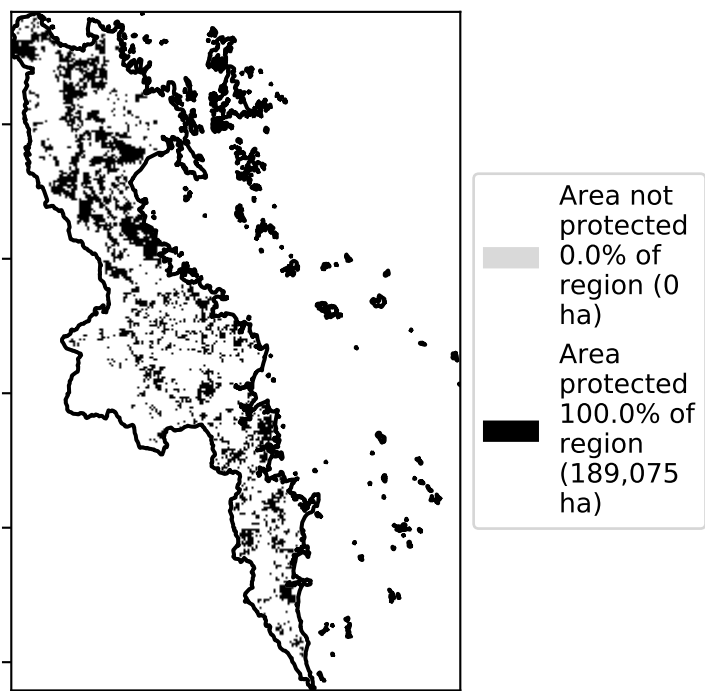 Area not
protected
0.0% of
region (0
ha)
Area
protected
100.0% of
region
(189,075
ha)